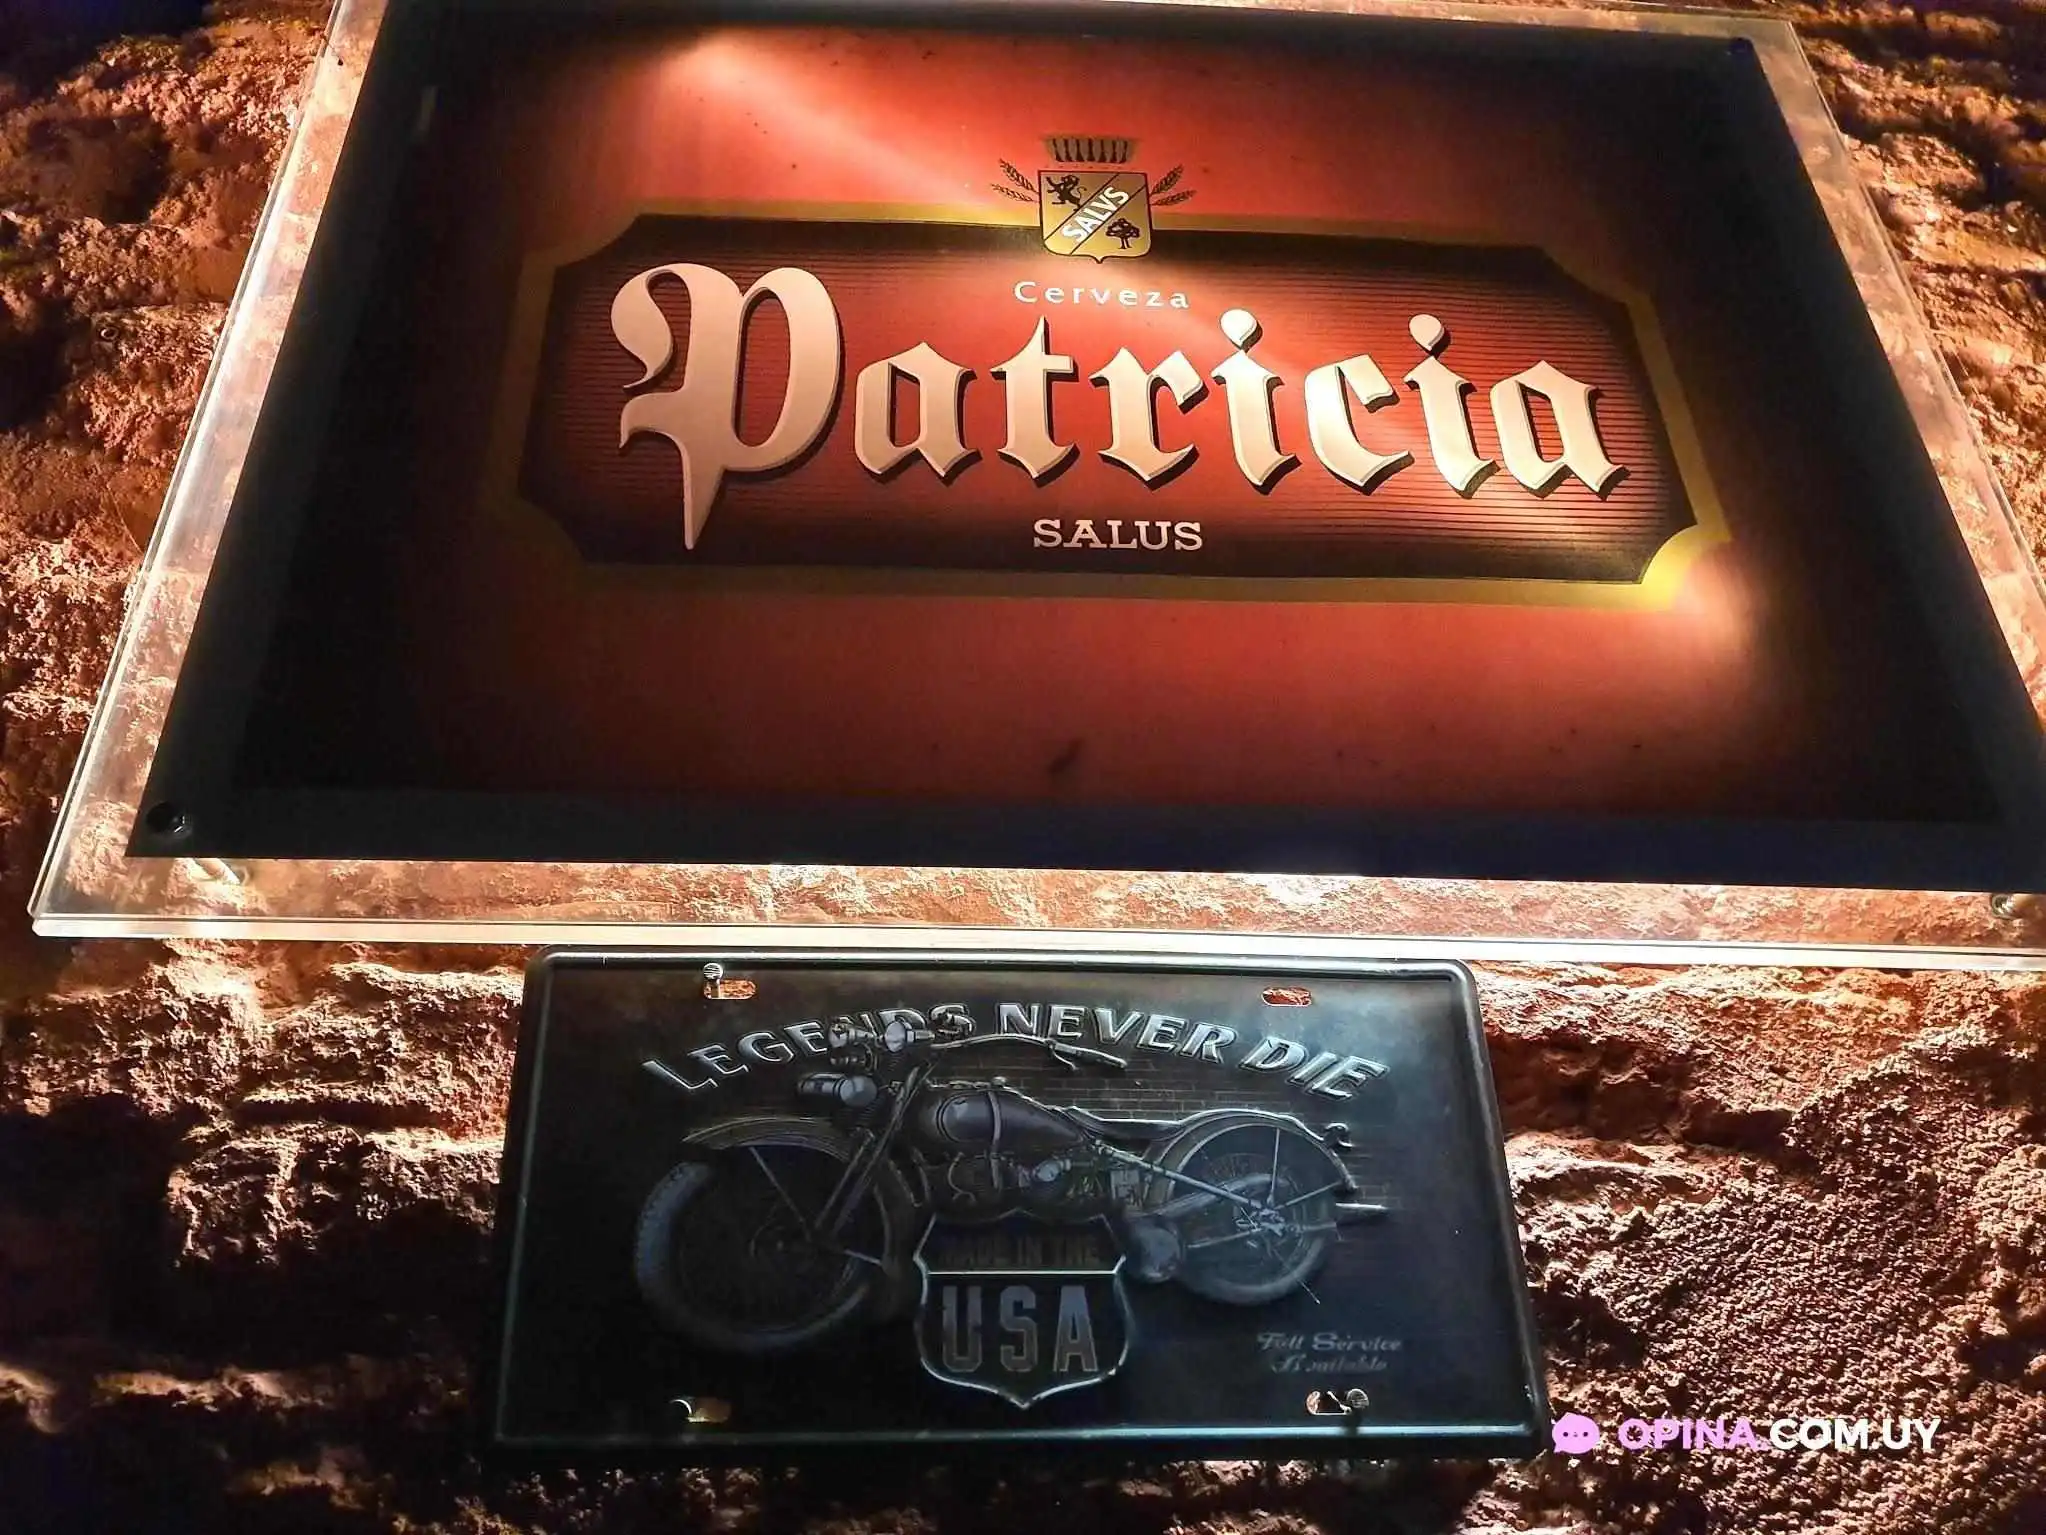 SALVS
Cerveza
Patricia
SALUS
LEGENDS NEVER DIE
MADE IN THE
USA
Full Service
Available
OPINA.COM.UY